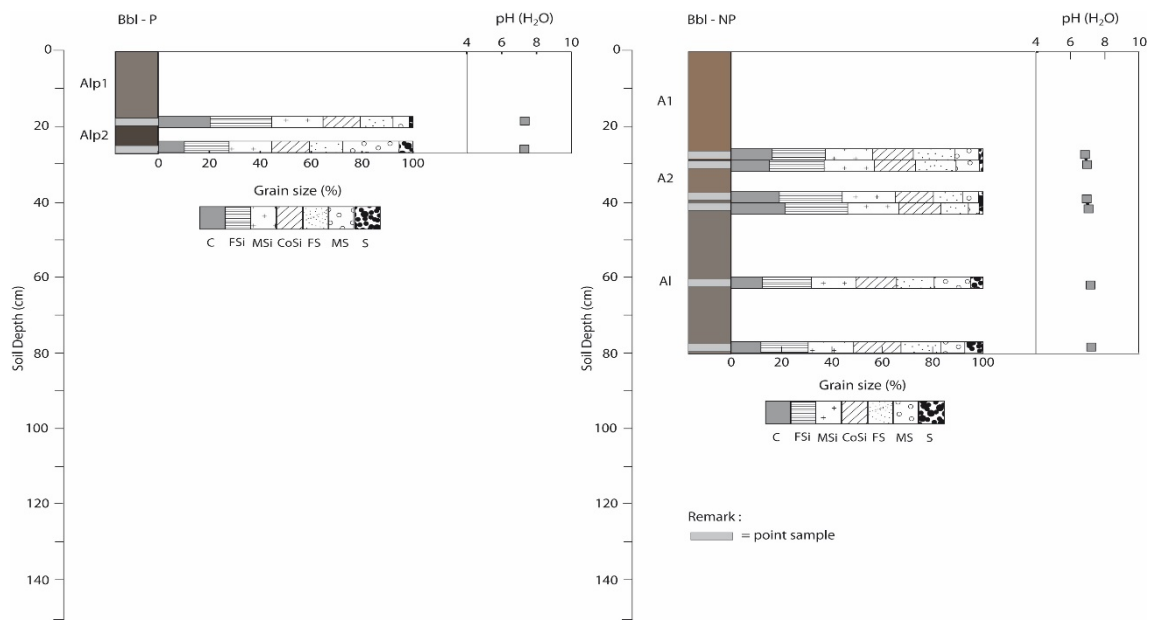 Bbl - P
pH (H₂O)
4 6 8 10
0
20
40
60
80
100
120
140
Soil Depth (cm)
Alp1
Alp2
0 20 40 60 80 100
Grain size (%)
C FSi MSi CoSi FS MS S
Bbl - NP
pH (H₂O)
4 6 8 10
0
20
40
60
80
100
120
140
Soil Depth (cm)
A1
A2
Al
0 20 40 60 80 100
Grain size (%)
C FSi MSi CoSi FS MS S
Remark :
= point sample